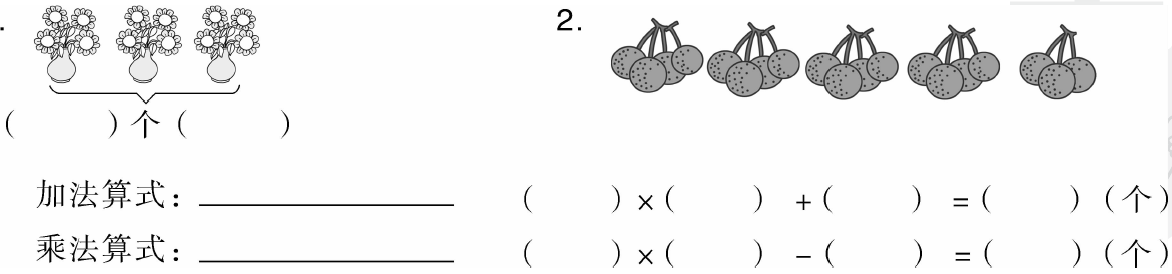 2.
(  )个(  )
加法算式：
乘法算式：
(  )×(  )+(  )=(  )(个)
(  )×(  )-(  )=(  )(个)